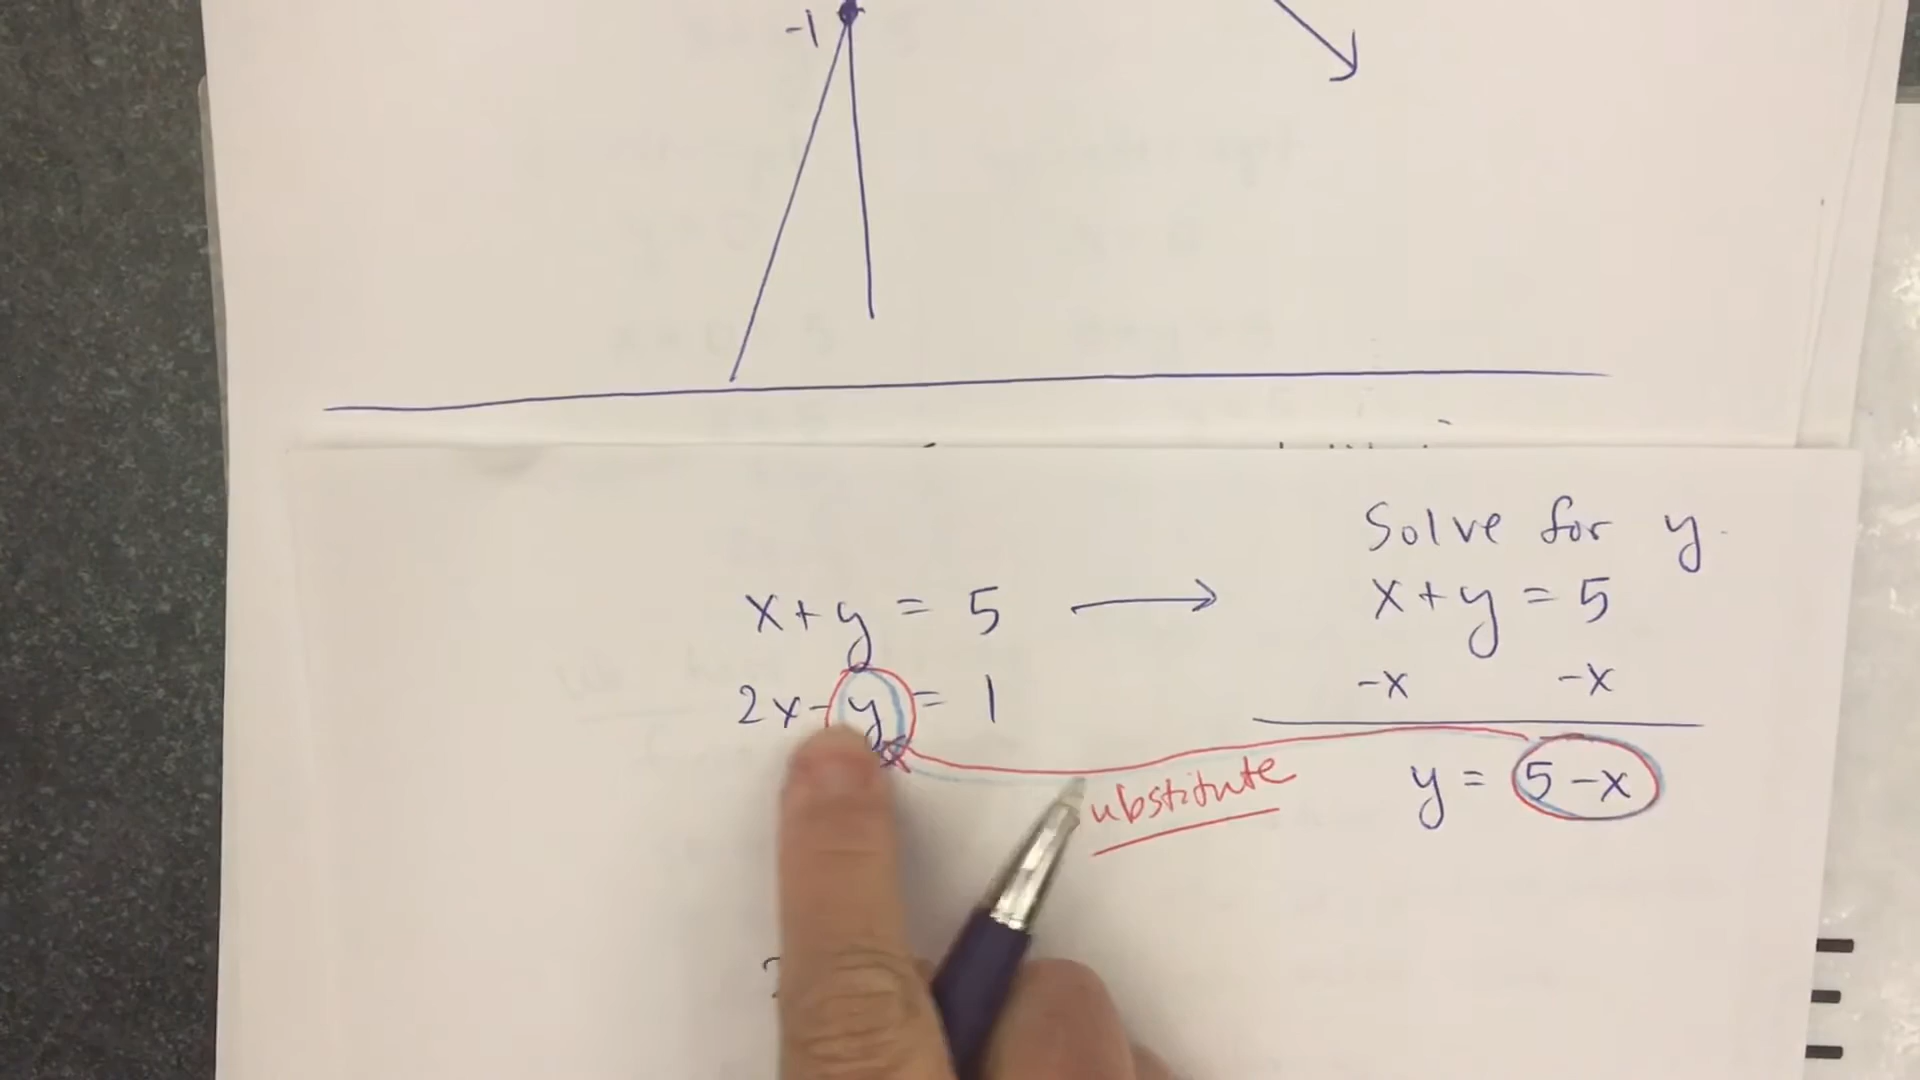 -1
Solve for y.
x+y = 5
x+y = 5
2x-y = 1
-x -x
y = 5-x
ubstitute